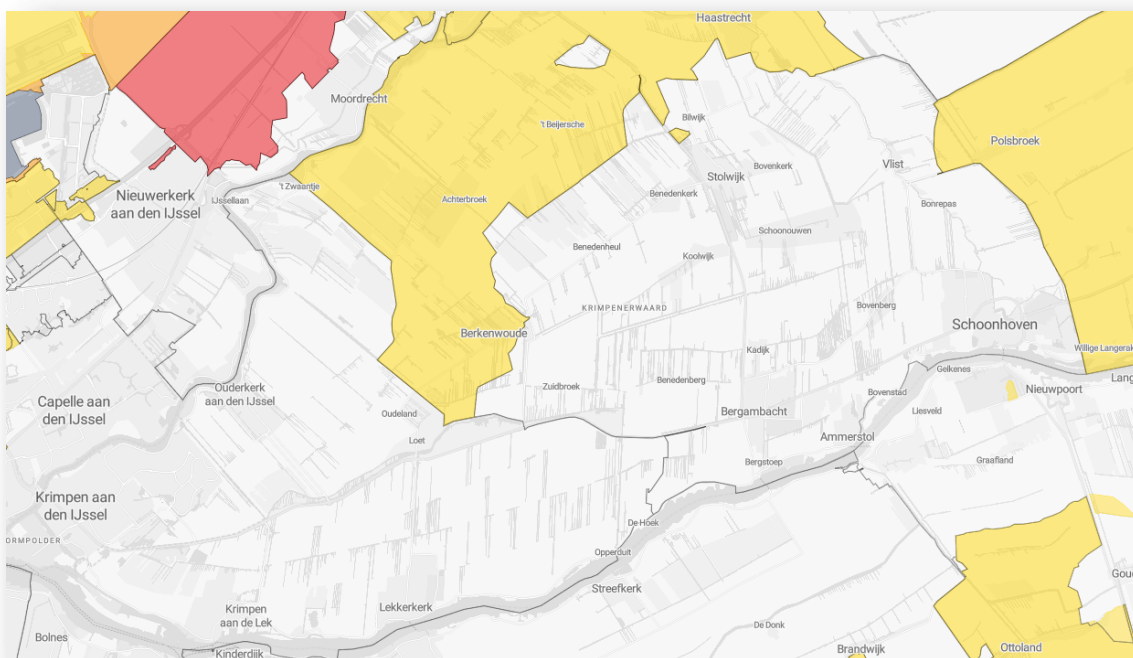 Haastrecht
Moordrecht
Bilwijk
't Beijersche
Polsbroek
Vlist
Bovenkerk
Stolwijk
't Zwaantje
Nieuwerkerk
aan den IJssel
IJssellaan
Achterbroek
Benedenkerk
Bonrepas
Schoonouwen
Benedenheul
Koolwijk
KRIMPENERWAARD
Bovenberg
Schoonhoven
Berkenwoude
Kadijk
Willige Langerak
Gelkenes
Lang
Zuidbroek
Benedenberg
Ouderkerk
aan den IJssel
Bovenstad
Nieuwpoort
Capelle aan
den IJssel
Oudeland
Bergambacht
Liesveld
Loet
Ammerstol
Bergstoep
Graafland
Krimpen aan
den IJssel
De Hoek
ORMPOLDER
Opperduit
Goud
Streefkerk
Krimpen
aan de Lek
Lekkerkerk
De Donk
Bolnes
Kinderdijk
Brandwijk
Ottoland